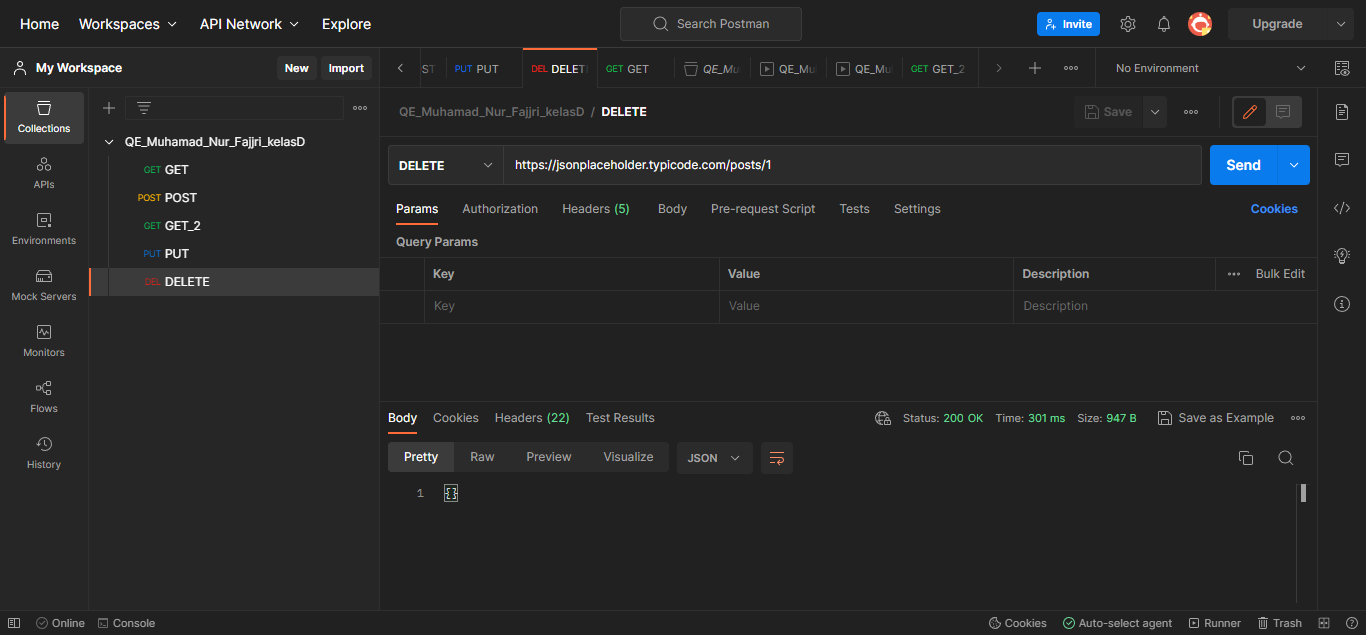 Home Workspaces API Network Explore Search Postman Invite Upgrade
My Workspace New Import ST PUT PUT DEL DELET GET GET QE_Mu QE_Mu QE_Mu GET GET_2 No Environment
Collections
APIs
Environments
Mock Servers
Monitors
Flows
History
QE_Muhamad_Nur_Fajjri_kelasD
GET GET
POST POST
GET GET_2
PUT PUT
DEL DELETE
QE_Muhamad_Nur_Fajjri_kelasD / DELETE Save
DELETE https://jsonplaceholder.typicode.com/posts/1 Send
Params Authorization Headers (5) Body Pre-request Script Tests Settings Cookies
Query Params
Key Value Description Bulk Edit
Key Value Description
Body Cookies Headers (22) Test Results Status: 200 OK Time: 301 ms Size: 947 B Save as Example
Pretty Raw Preview Visualize JSON
1 {}
Online Console Cookies Auto-select agent Runner Trash